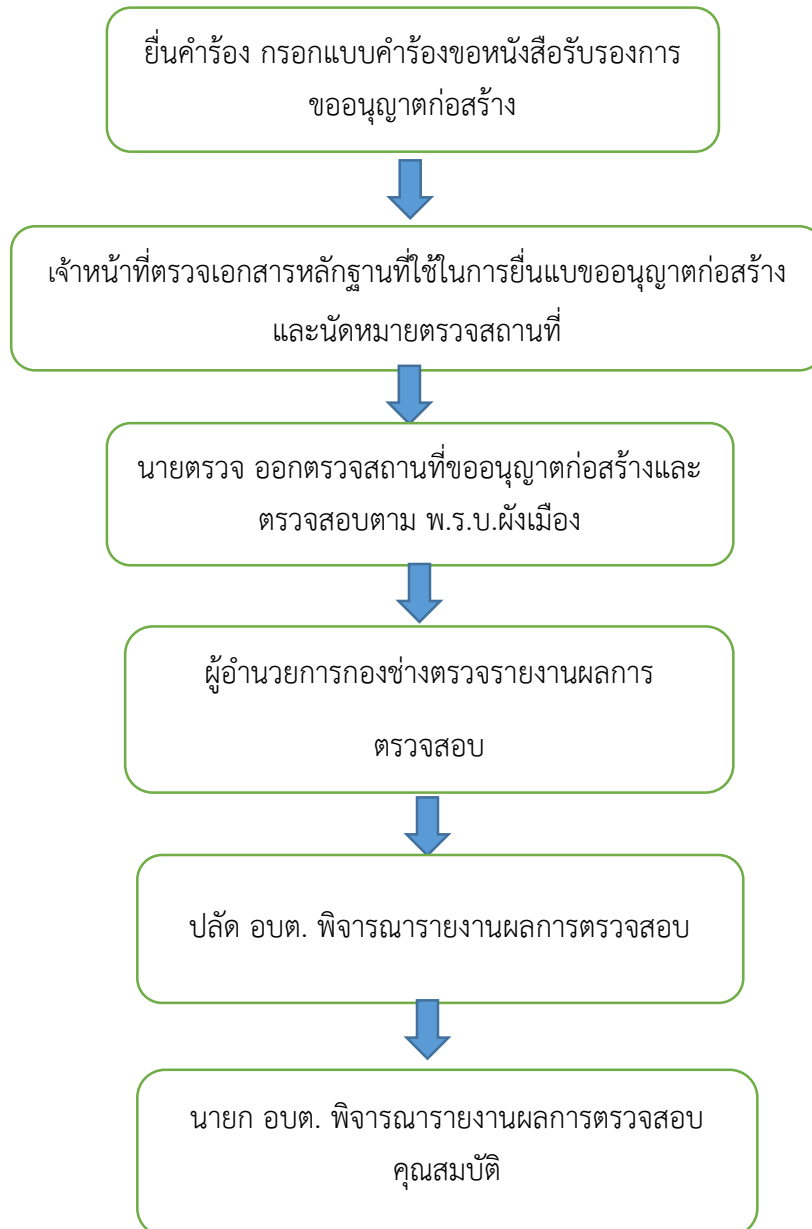 ยื่นคำร้อง กรอกแบบคำร้องขอหนังสือรับรองการ
ขออนุญาตก่อสร้าง
เจ้าหน้าที่ตรวจเอกสารหลักฐานที่ใช้ในการยื่นแบขออนุญาตก่อสร้าง
และนัดหมายตรวจสถานที่
นายตรวจ ออกตรวจสถานที่ขออนุญาตก่อสร้างและ
ตรวจสอบตาม พ.ร.บ.ผังเมือง
ผู้อำนวยการกองช่างตรวจรายงานผลการ
ตรวจสอบ
ปลัด อบต. พิจารณารายงานผลการตรวจสอบ
นายก อบต. พิจารณารายงานผลการตรวจสอบ
คุณสมบัติ